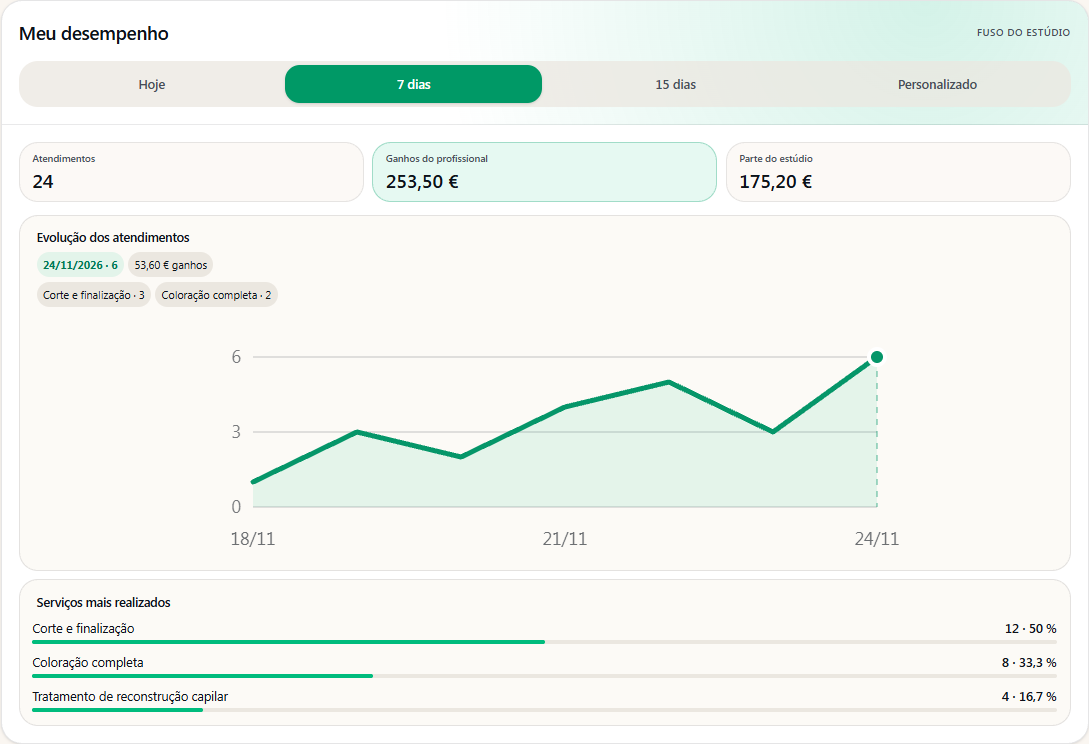 Meu desempenho
FUSO DO ESTÚDIO
Hoje
7 dias
15 dias
Personalizado
Atendimentos
24
Ganhos do profissional
253,50 €
Parte do estúdio
175,20 €
Evolução dos atendimentos
24/11/2026 · 6
53,60 € ganhos
Corte e finalização · 3
Coloração completa · 2
6
3
0
18/11
21/11
24/11
Serviços mais realizados
Corte e finalização
12 · 50 %
Coloração completa
8 · 33,3 %
Tratamento de reconstrução capilar
4 · 16,7 %